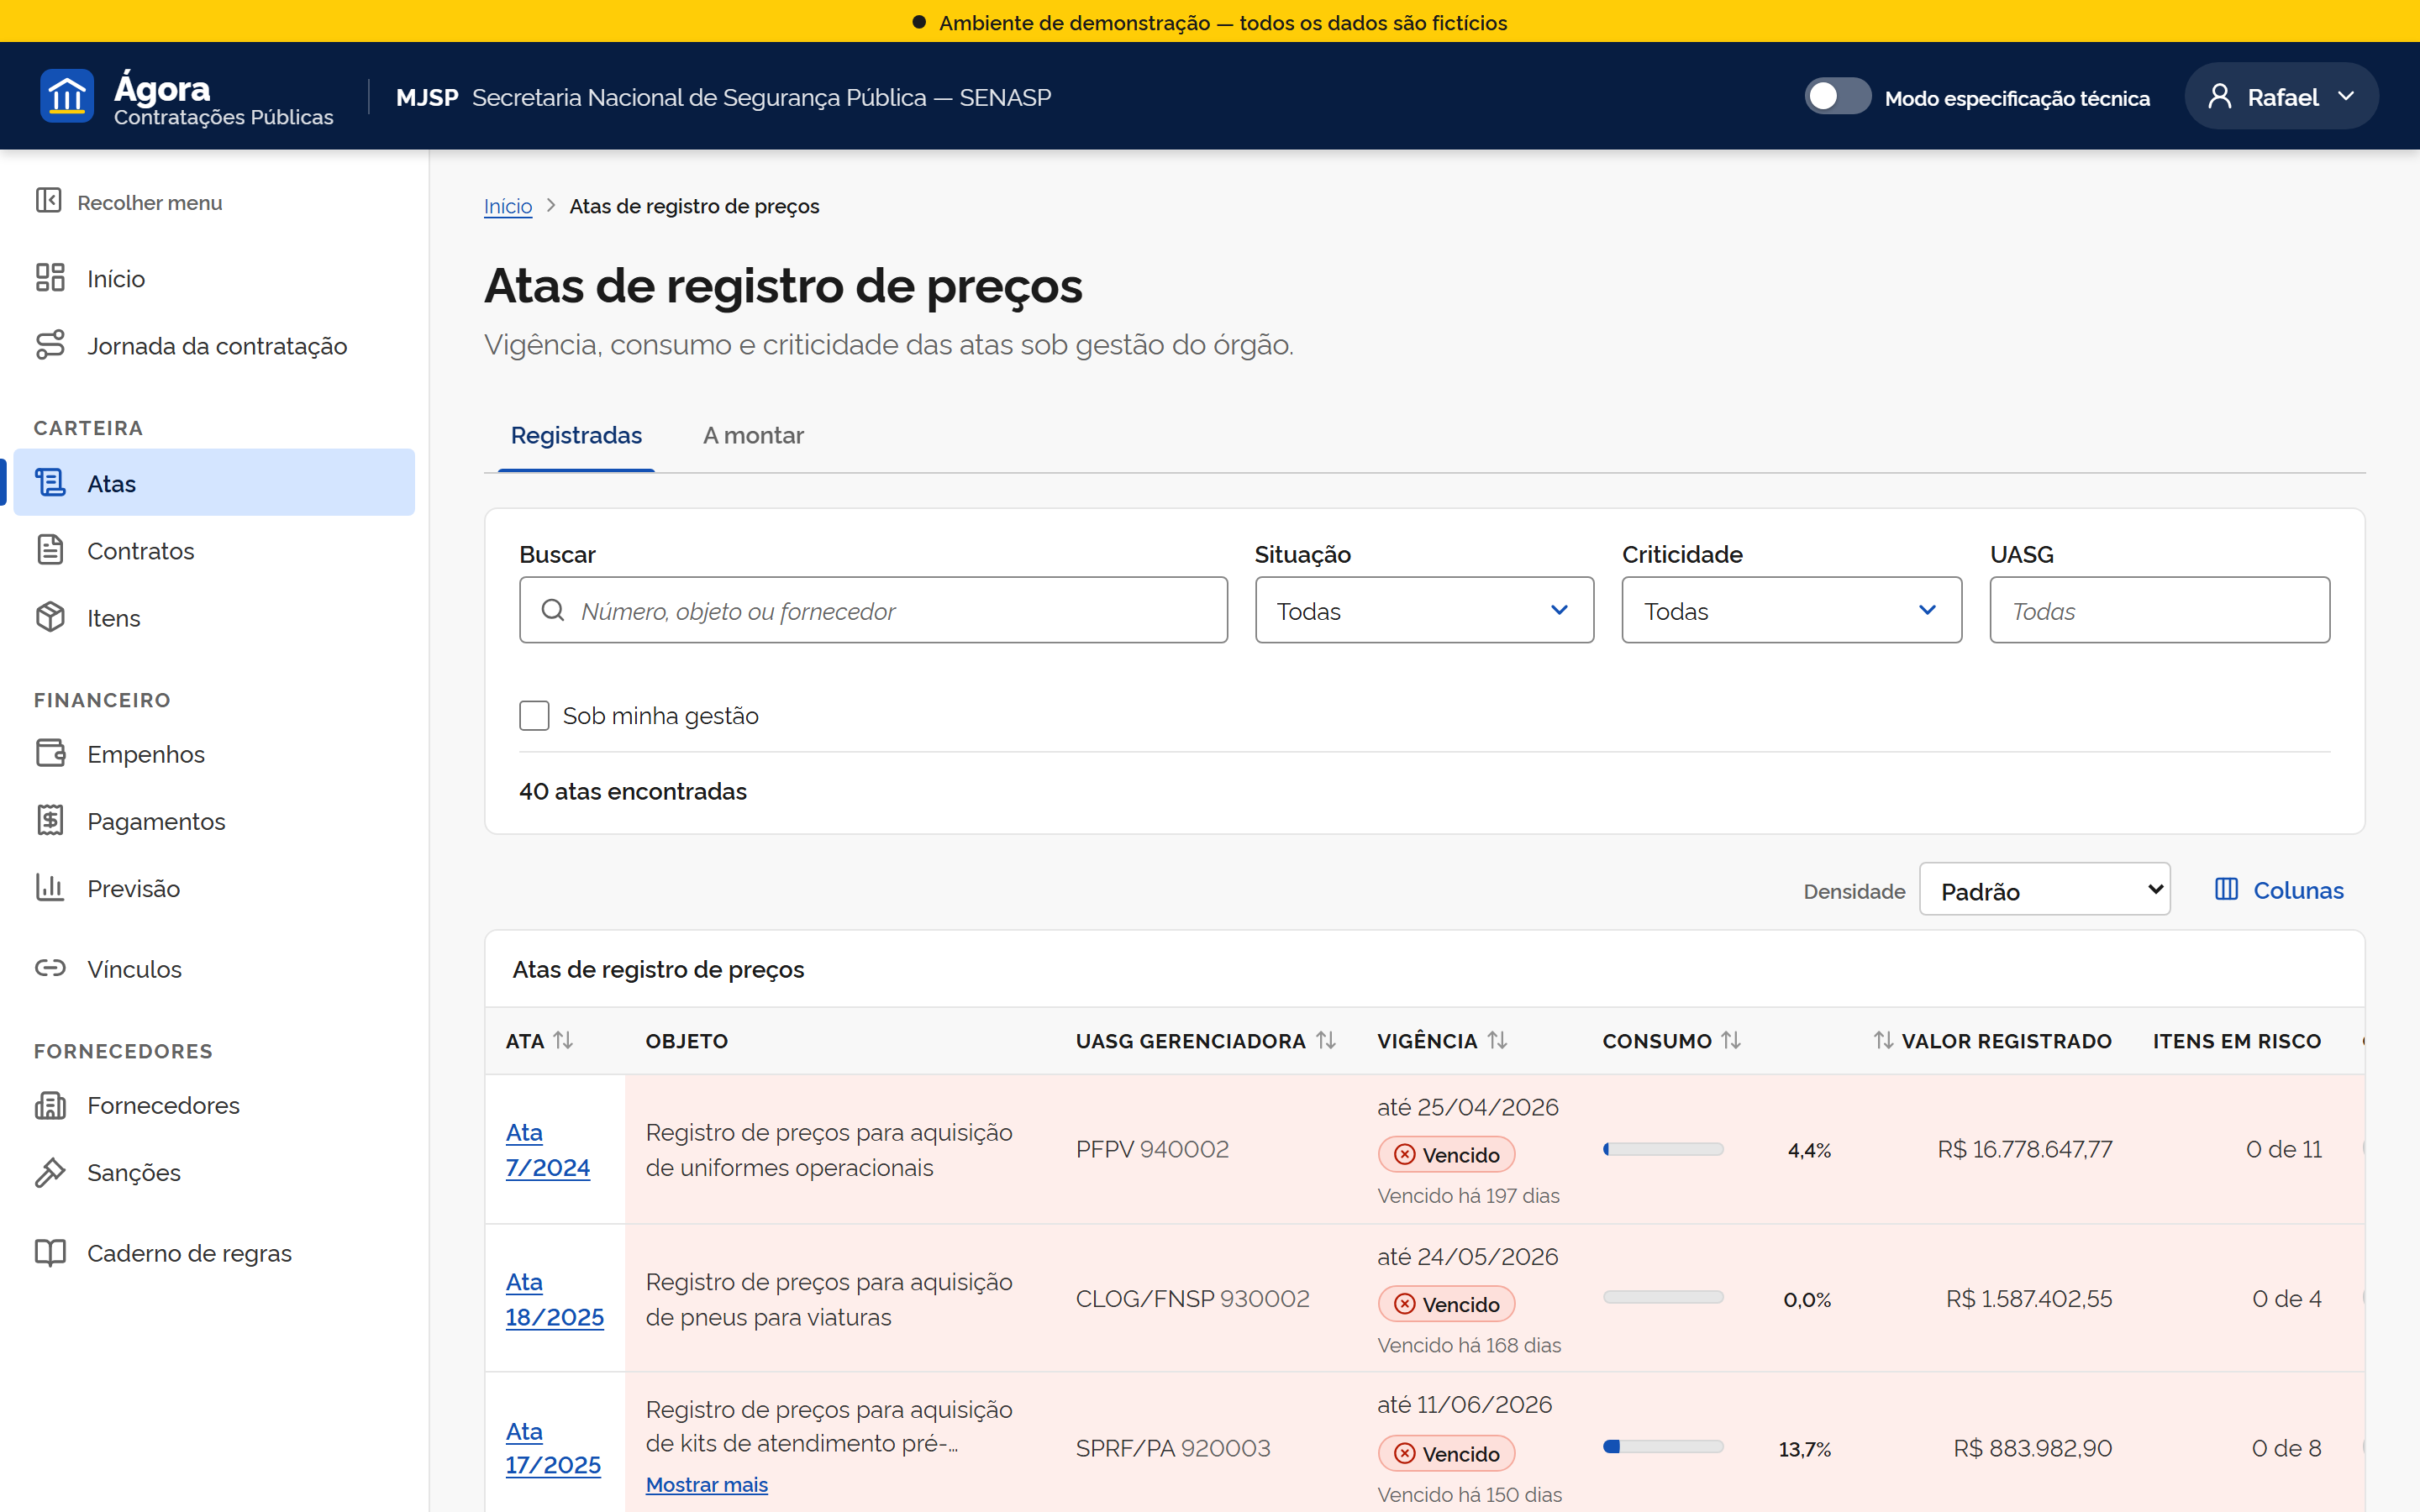 Ambiente de demonstração — todos os dados são fictícios
Ágora
Contratações Públicas
MJSP Secretaria Nacional de Segurança Pública — SENASP
Modo especificação técnica
Rafael
Recolher menu
Início
Jornada da contratação
CARTEIRA
Atas
Contratos
Itens
FINANCEIRO
Empenhos
Pagamentos
Previsão
Vínculos
FORNECEDORES
Fornecedores
Sanções
Caderno de regras
Início > Atas de registro de preços
Atas de registro de preços
Vigência, consumo e criticidade das atas sob gestão do órgão.
Registradas A montar
Buscar Situação Criticidade UASG
Número, objeto ou fornecedor Todas Todas Todas
Sob minha gestão
40 atas encontradas
Densidade Padrão Colunas
Atas de registro de preços
ATA OBJETO UASG GERENCIADORA VIGÊNCIA CONSUMO VALOR REGISTRADO ITENS EM RISCO
Ata
7/2024
Registro de preços para aquisição
de uniformes operacionais
PFPV 940002
até 25/04/2026
Vencido
Vencido há 197 dias
4,4%
R$ 16.778.647,77
0 de 11
Ata
18/2025
Registro de preços para aquisição
de pneus para viaturas
CLOG/FNSP 930002
até 24/05/2026
Vencido
Vencido há 168 dias
0,0%
R$ 1.587.402,55
0 de 4
Ata
17/2025
Registro de preços para aquisição
de kits de atendimento pré-…
Mostrar mais
SPRF/PA 920003
até 11/06/2026
Vencido
Vencido há 150 dias
13,7%
R$ 883.982,90
0 de 8